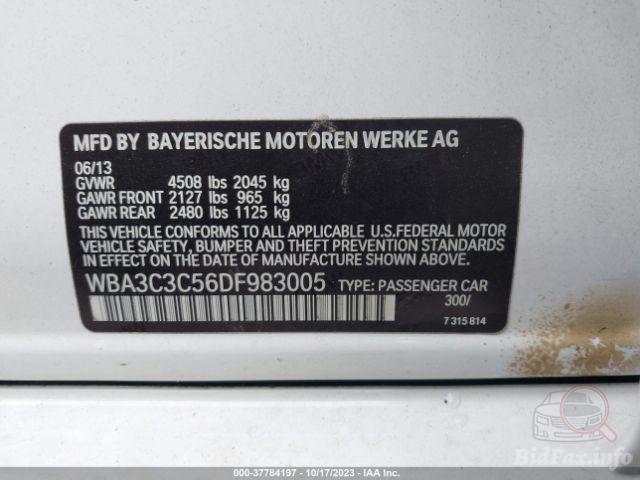 MFD BY BAYERISCHE MOTOREN WERKE AG
06/13
GVWR 4508 lbs 2045 kg
GAWR FRONT 2127 lbs 965 kg
GAWR REAR 2480 lbs 1125 kg
THIS VEHICLE CONFORMS TO ALL APPLICABLE U.S.FEDERAL MOTOR
VEHICLE SAFETY, BUMPER AND THEFT PREVENTION STANDARDS
IN EFFECT ON THE DATE OF MANUFACTURE SHOWN ABOVE.
WBA3C3C56DF983005 TYPE: PASSENGER CAR
300/
7 315 814
BidFax.info
000-37784197 - 10/17/2023 - IAA Inc.